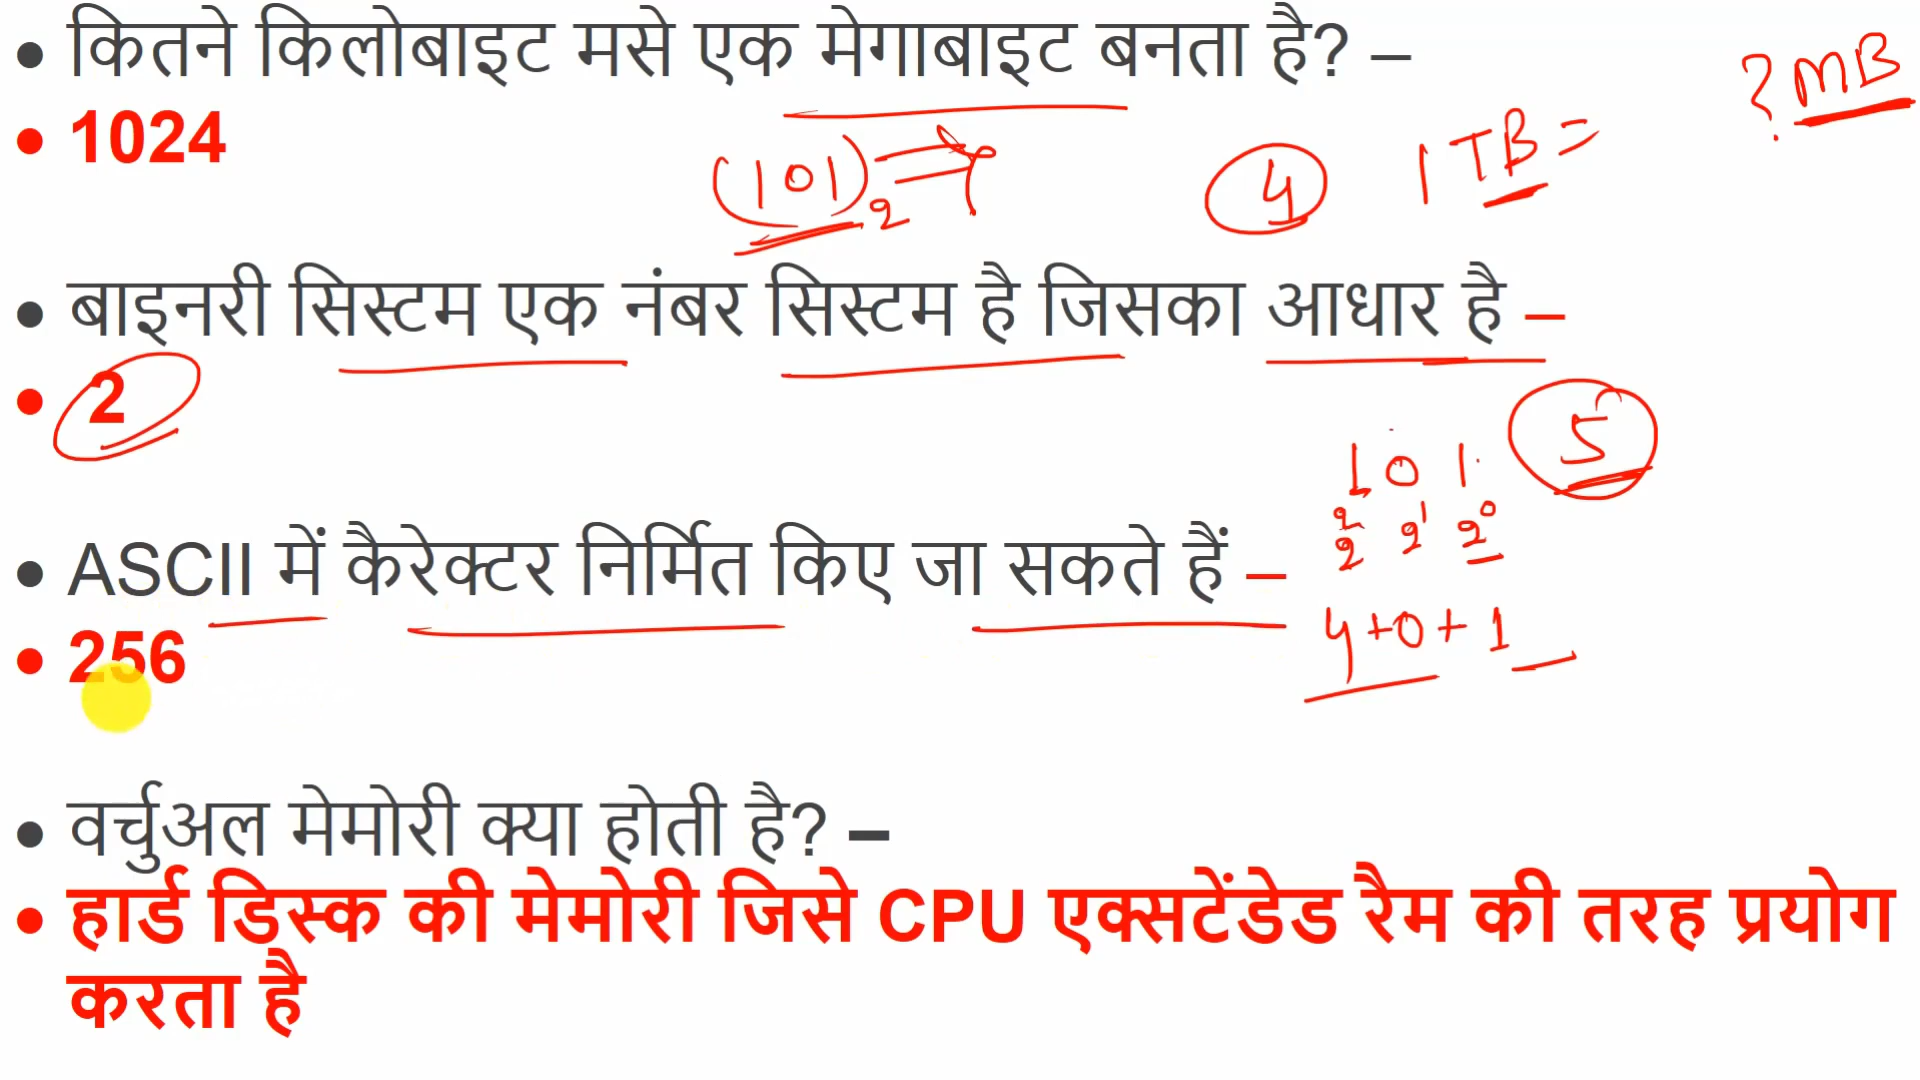 • कितने किलोबाइट मसे एक मेगाबाइट बनता है? –
? MB
• 1024
(101)2 =
4
1 TB =
• बाइनरी सिस्टम एक नंबर सिस्टम है जिसका आधार है –
• 2
5
1 0 1
2² 2¹ 2⁰
• ASCII में कैरेक्टर निर्मित किए जा सकते हैं –
4+0+1
• 256
• वर्चुअल मेमोरी क्या होती है? –
• हार्ड डिस्क की मेमोरी जिसे CPU एक्सटेंडेड रैम की तरह प्रयोग
करता है